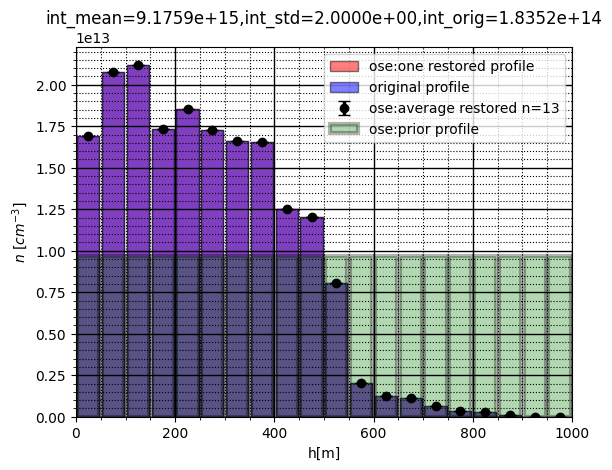 int_mean=9.1759e+15,int_std=2.0000e+00,int_orig=1.8352e+14
1e13
ose:one restored profile
original profile
ose:average restored n=13
ose:prior profile
2.00
1.75
1.50
1.25
1.00
0.75
0.50
0.25
0.00
n [cm⁻³]
0 200 400 600 800 1000
h[m]